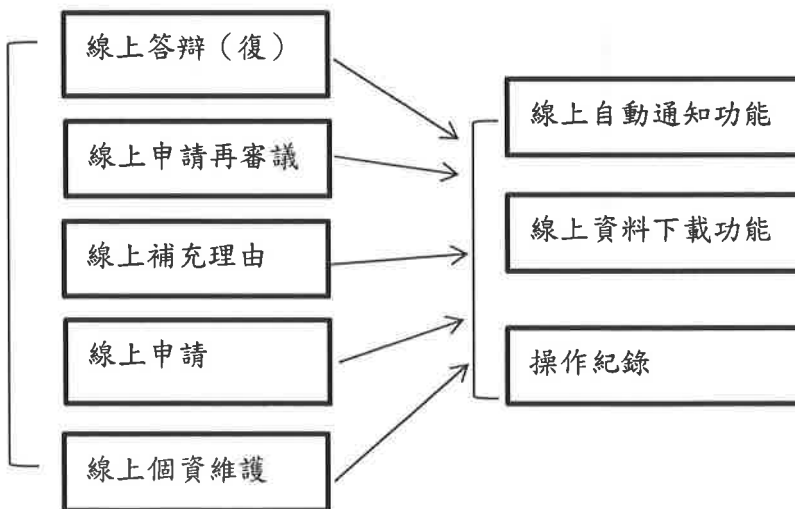 線上答辯（復）
線上申請再審議
線上補充理由
線上申請
線上個資維護
線上自動通知功能
線上資料下載功能
操作紀錄